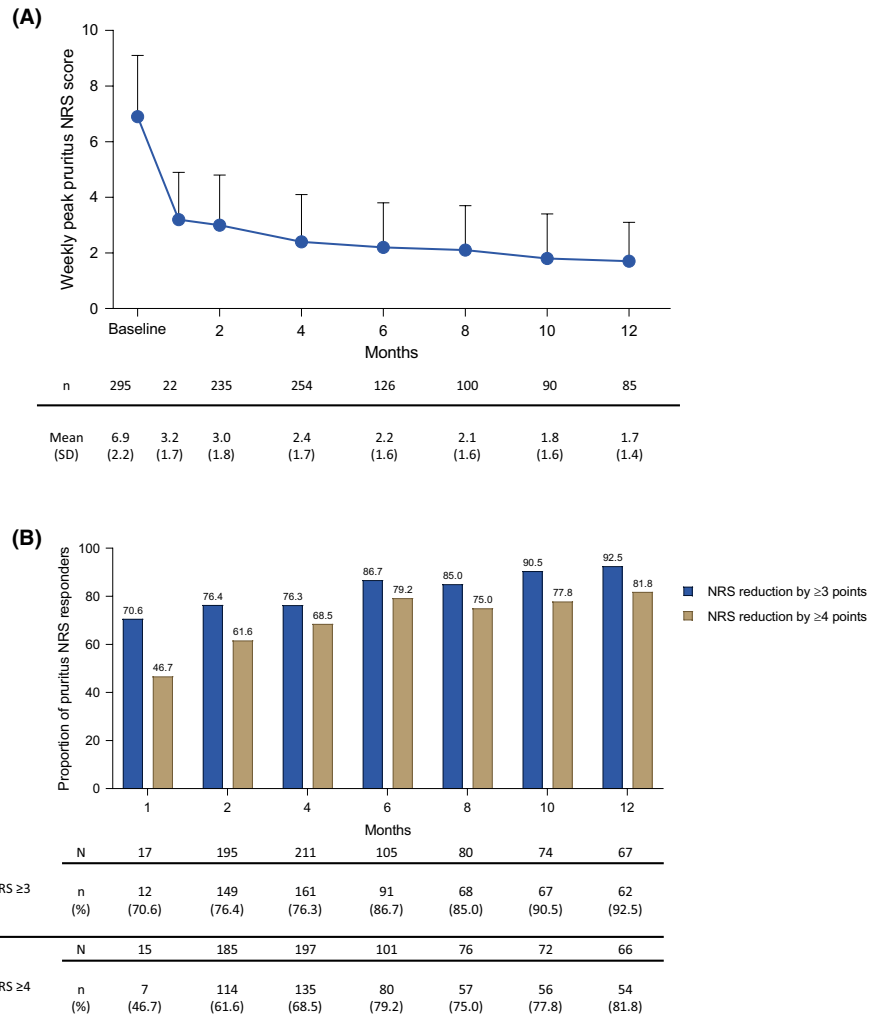 (A)
Weekly peak pruritus NRS score
10
8
6
4
2
0
Baseline 2 4 6 8 10 12
Months
n 295 22 235 254 126 100 90 85
Mean 6.9 3.2 3.0 2.4 2.2 2.1 1.8 1.7
(SD) (2.2) (1.7) (1.8) (1.7) (1.6) (1.6) (1.6) (1.4)
(B)
Proportion of pruritus NRS responders
100
80
60
40
20
0
70.6 76.4 76.3 86.7 85.0 90.5 92.5
46.7 61.6 68.5 79.2 75.0 77.8 81.8
NRS reduction by ≥3 points
NRS reduction by ≥4 points
1 2 4 6 8 10 12
Months
N 17 195 211 105 80 74 67
RS ≥3 n 12 149 161 91 68 67 62
(%) (70.6) (76.4) (76.3) (86.7) (85.0) (90.5) (92.5)
N 15 185 197 101 76 72 66
RS ≥4 n 7 114 135 80 57 56 54
(%) (46.7) (61.6) (68.5) (79.2) (75.0) (77.8) (81.8)